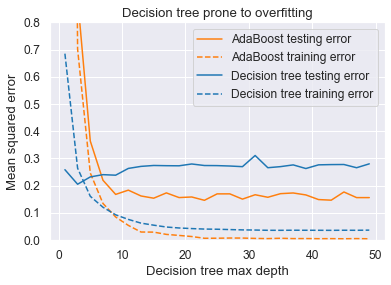 Decision tree prone to overfitting
0.8
0.7
0.6
0.5
0.4
0.3
0.2
0.1
0.0
Mean squared error
AdaBoost testing error
AdaBoost training error
Decision tree testing error
Decision tree training error
0 10 20 30 40 50
Decision tree max depth